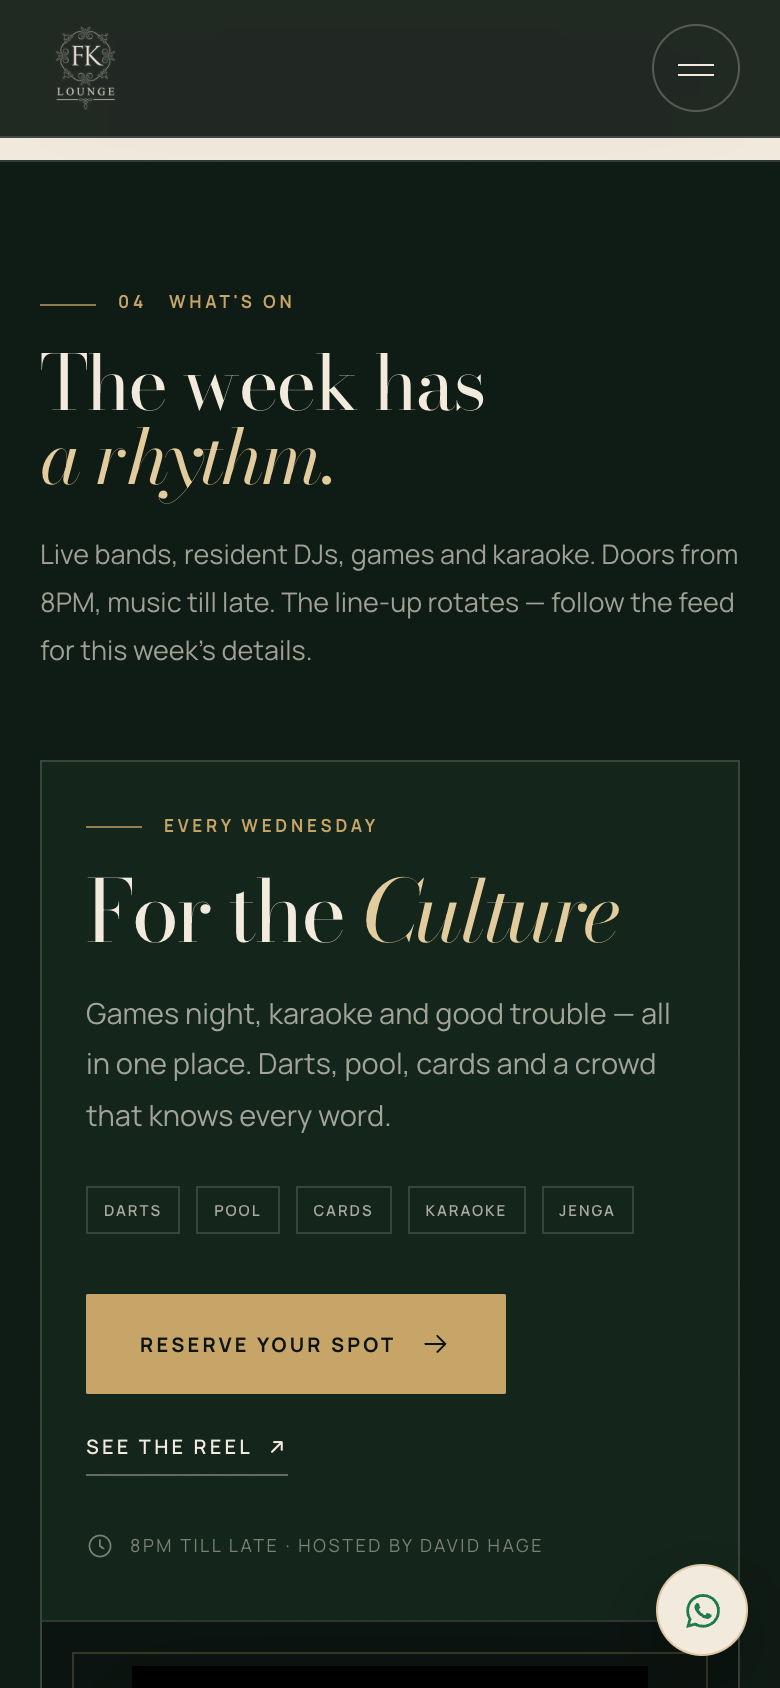 FK
LOUNGE
04 WHAT'S ON
The week has
a rhythm.
Live bands, resident DJs, games and karaoke. Doors from
8PM, music till late. The line-up rotates — follow the feed
for this week's details.
EVERY WEDNESDAY
For the Culture
Games night, karaoke and good trouble — all
in one place. Darts, pool, cards and a crowd
that knows every word.
DARTS POOL CARDS KARAOKE JENGA
RESERVE YOUR SPOT →
SEE THE REEL ↗
8PM TILL LATE · HOSTED BY DAVID HAGE